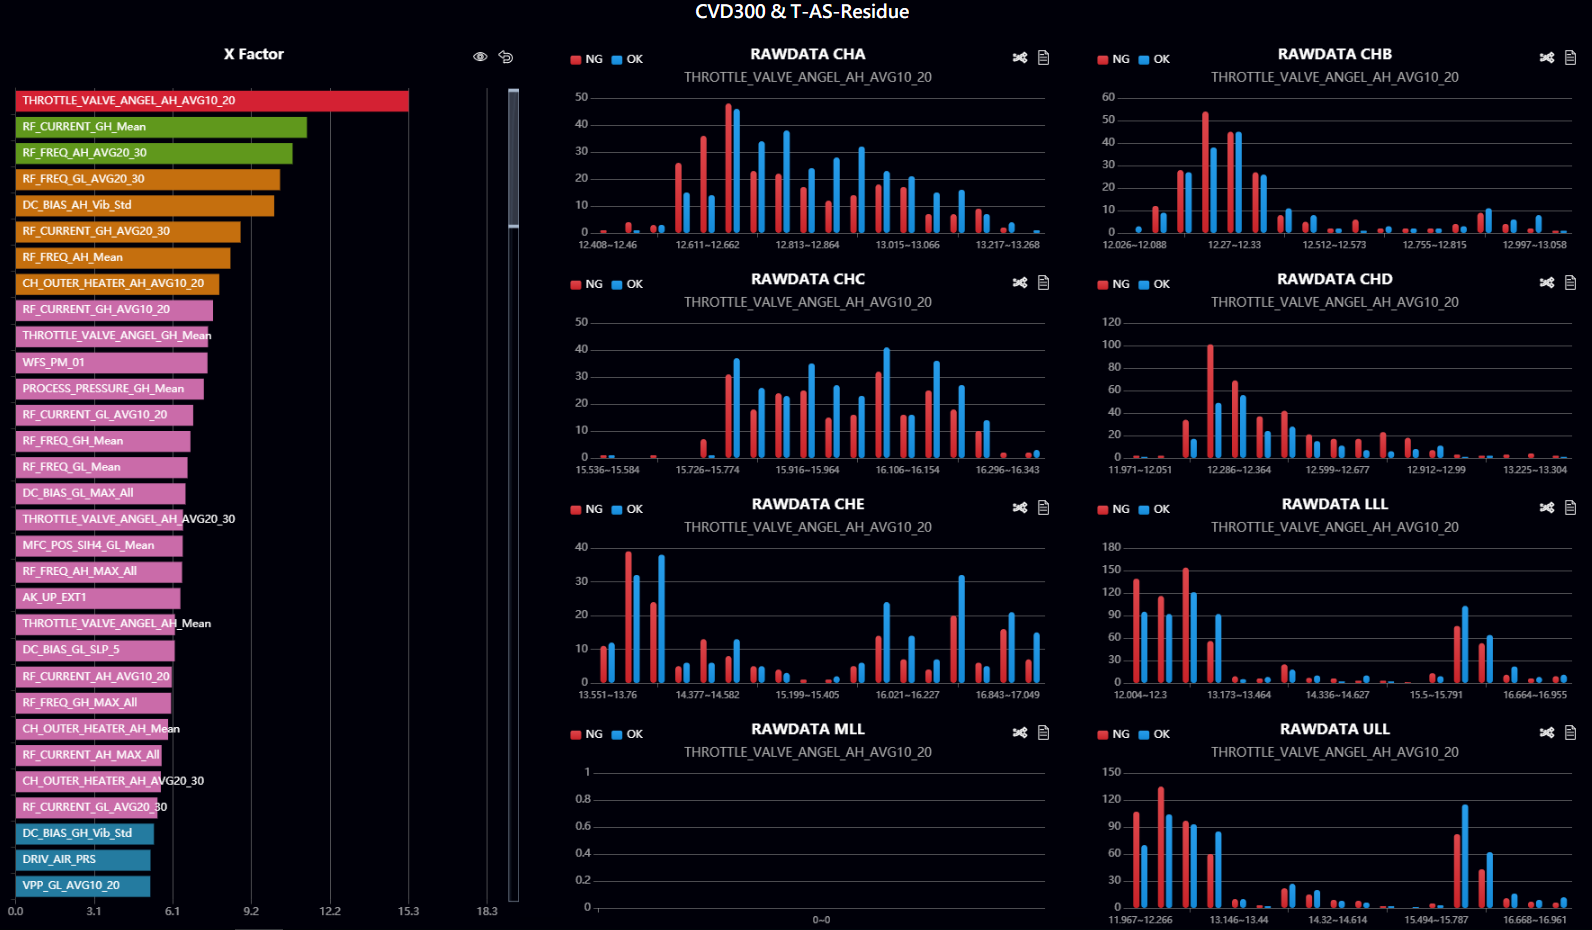 CVD300 & T-AS-Residue
X Factor
THROTTLE_VALVE_ANGEL_AH_AVG10_20
RF_CURRENT_GH_Mean
RF_FREQ_AH_AVG20_30
RF_FREQ_GL_AVG20_30
DC_BIAS_AH_Vib_Std
RF_CURRENT_GH_AVG20_30
RF_FREQ_AH_Mean
CH_OUTER_HEATER_AH_AVG10_20
RF_CURRENT_GH_AVG10_20
THROTTLE_VALVE_ANGEL_GH_Mean
WFS_PM_01
PROCESS_PRESSURE_GH_Mean
RF_CURRENT_GL_AVG10_20
RF_FREQ_GH_Mean
RF_FREQ_GL_Mean
DC_BIAS_GL_MAX_All
THROTTLE_VALVE_ANGEL_AH_AVG20_30
MFC_POS_SIH4_GL_Mean
RF_FREQ_AH_MAX_All
AK_UP_EXT1
THROTTLE_VALVE_ANGEL_AH_Mean
DC_BIAS_GL_SLP_5
RF_CURRENT_AH_AVG10_20
RF_FREQ_GH_MAX_All
CH_OUTER_HEATER_AH_Mean
RF_CURRENT_AH_MAX_All
CH_OUTER_HEATER_AH_AVG20_30
RF_CURRENT_GL_AVG20_30
DC_BIAS_GH_Vib_Std
DRIV_AIR_PRS
VPP_GL_AVG10_20
0.0 3.1 6.1 9.2 12.2 15.3 18.3
NG OK RAWDATA CHA
THROTTLE_VALVE_ANGEL_AH_AVG10_20
50
40
30
20
10
0
12.408~12.46 12.611~12.662 12.813~12.864 13.015~13.066 13.217~13.268
NG OK RAWDATA CHB
THROTTLE_VALVE_ANGEL_AH_AVG10_20
60
50
40
30
20
10
0
12.026~12.088 12.27~12.33 12.512~12.573 12.755~12.815 12.997~13.058
NG OK RAWDATA CHC
THROTTLE_VALVE_ANGEL_AH_AVG10_20
50
40
30
20
10
0
15.536~15.584 15.726~15.774 15.916~15.964 16.106~16.154 16.296~16.343
NG OK RAWDATA CHD
THROTTLE_VALVE_ANGEL_AH_AVG10_20
120
100
80
60
40
20
0
11.971~12.051 12.286~12.364 12.599~12.677 12.912~12.99 13.225~13.304
NG OK RAWDATA CHE
THROTTLE_VALVE_ANGEL_AH_AVG10_20
40
30
20
10
0
13.551~13.76 14.377~14.582 15.199~15.405 16.021~16.227 16.843~17.049
NG OK RAWDATA LLL
THROTTLE_VALVE_ANGEL_AH_AVG10_20
180
150
120
90
60
30
0
12.004~12.3 13.173~13.464 14.336~14.627 15.5~15.791 16.664~16.955
NG OK RAWDATA MLL
THROTTLE_VALVE_ANGEL_AH_AVG10_20
1
0.8
0.6
0.4
0.2
0
0~0
NG OK RAWDATA ULL
THROTTLE_VALVE_ANGEL_AH_AVG10_20
150
120
90
60
30
0
11.967~12.266 13.146~13.44 14.32~14.614 15.494~15.787 16.668~16.961